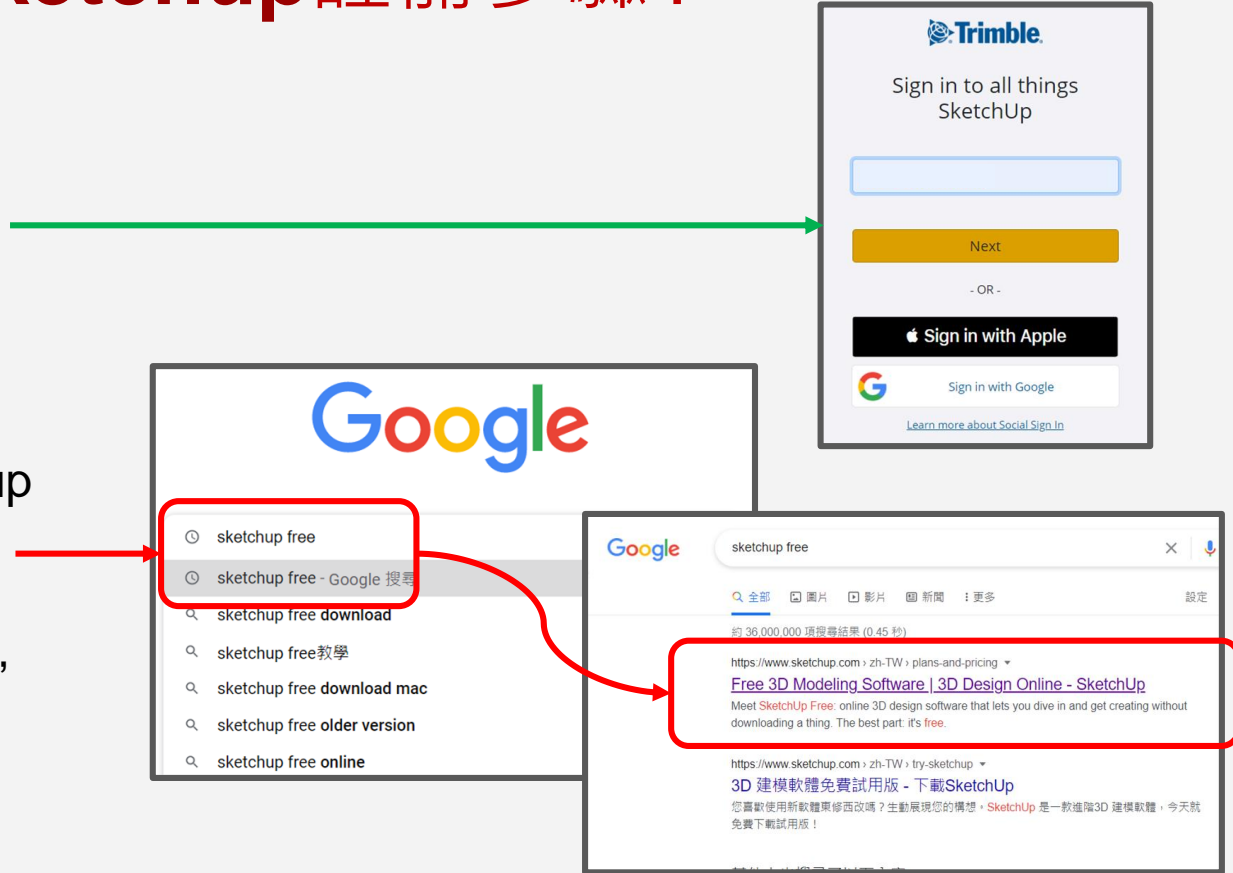 Trimble.
Sign in to all things
SketchUp
Next
- OR -
Sign in with Apple
Sign in with Google
Learn more about Social Sign In
Google
sketchup free
sketchup free - Google 搜尋
sketchup free download
sketchup free教學
sketchup free download mac
sketchup free older version
sketchup free online
Google
sketchup free
全部 圖片 影片 新聞 更多 設定
約 36,000,000 項搜尋結果 (0.45 秒)
https://www.sketchup.com › zh-TW › plans-and-pricing
Free 3D Modeling Software | 3D Design Online - SketchUp
Meet SketchUp Free: online 3D design software that lets you dive in and get creating without
downloading a thing. The best part: it's free.
https://www.sketchup.com › zh-TW › try-sketchup
3D 建模軟體免費試用版 - 下載SketchUp
您喜歡使用新軟體東修西改嗎？生動展現您的構想。SketchUp 是一款進階3D 建模軟體，今天就
免費下載試用版！